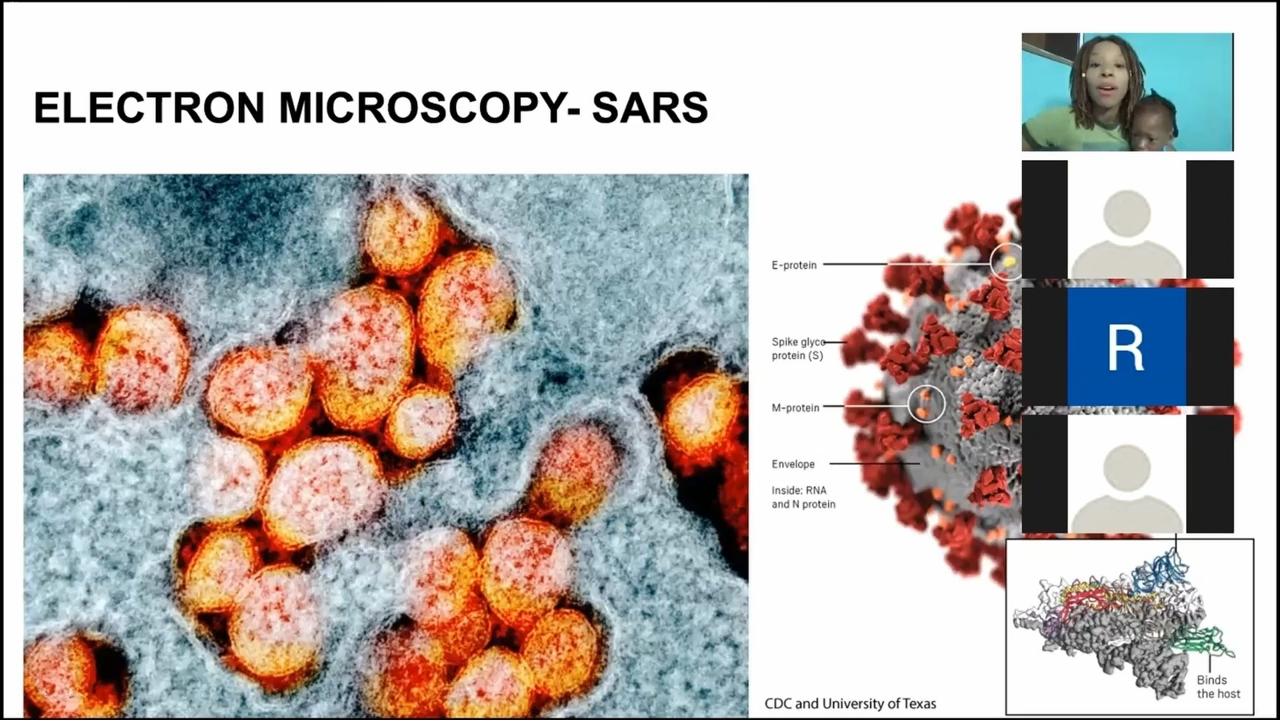 ELECTRON MICROSCOPY- SARS
E-protein
Spike glyco
protein (S)
M-protein
Envelope
Inside: RNA
and N protein
R
Binds
the host
CDC and University of Texas